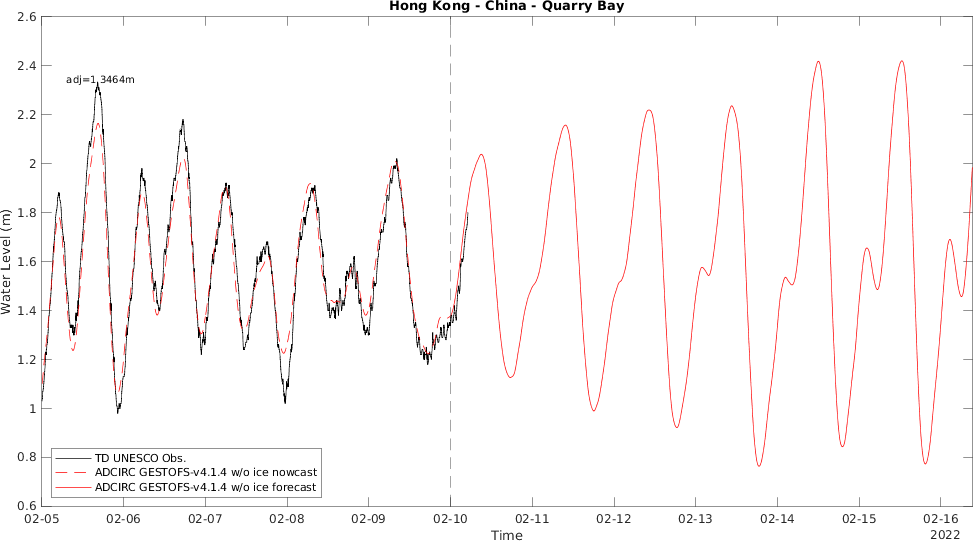 Hong Kong - China - Quarry Bay
2.6
2.4
adj=1.3464m
2.2
2
1.8
1.6
1.4
1.2
1
0.8
0.6
Water Level (m)
TD UNESCO Obs.
ADCIRC GESTOFS-v4.1.4 w/o ice nowcast
ADCIRC GESTOFS-v4.1.4 w/o ice forecast
02-05 02-06 02-07 02-08 02-09 02-10 02-11 02-12 02-13 02-14 02-15 02-16
Time
2022